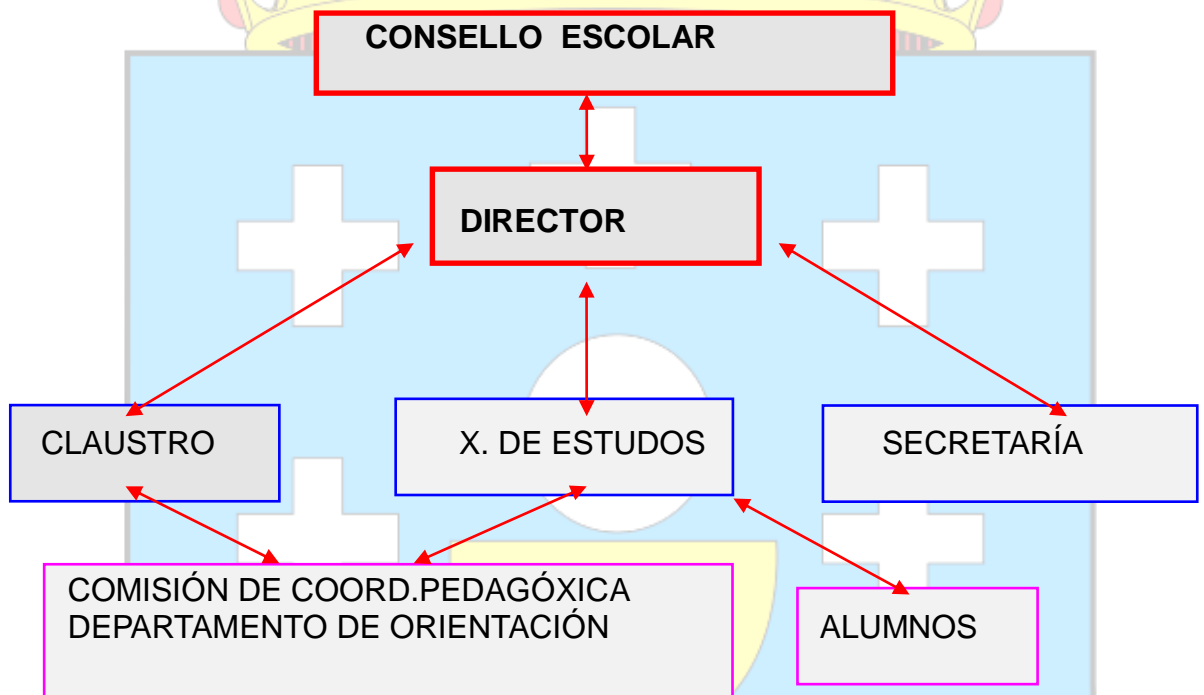 CONSELLO ESCOLAR
DIRECTOR
CLAUSTRO
X. DE ESTUDOS
SECRETARÍA
COMISIÓN DE COORD.PEDAGÓXICA
DEPARTAMENTO DE ORIENTACIÓN
ALUMNOS